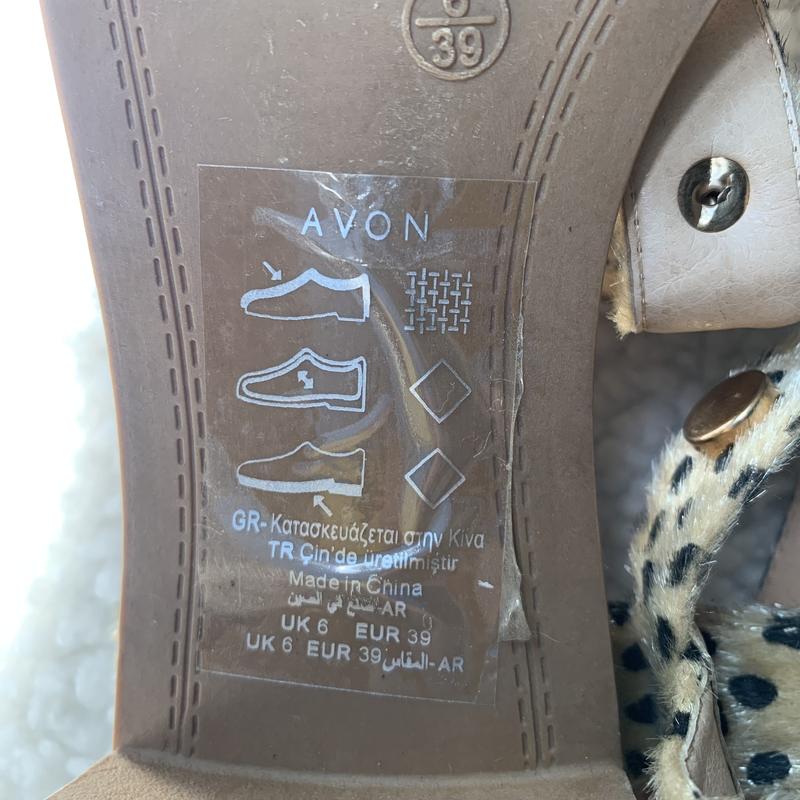 39
AVON
GR-Κατασκευάζεται στην Κίνα
TR Çin'de üretilmiştir
Made in China
صنع في الصين-AR
UK 6 EUR 39
UK 6 EUR 39 المقاس-AR